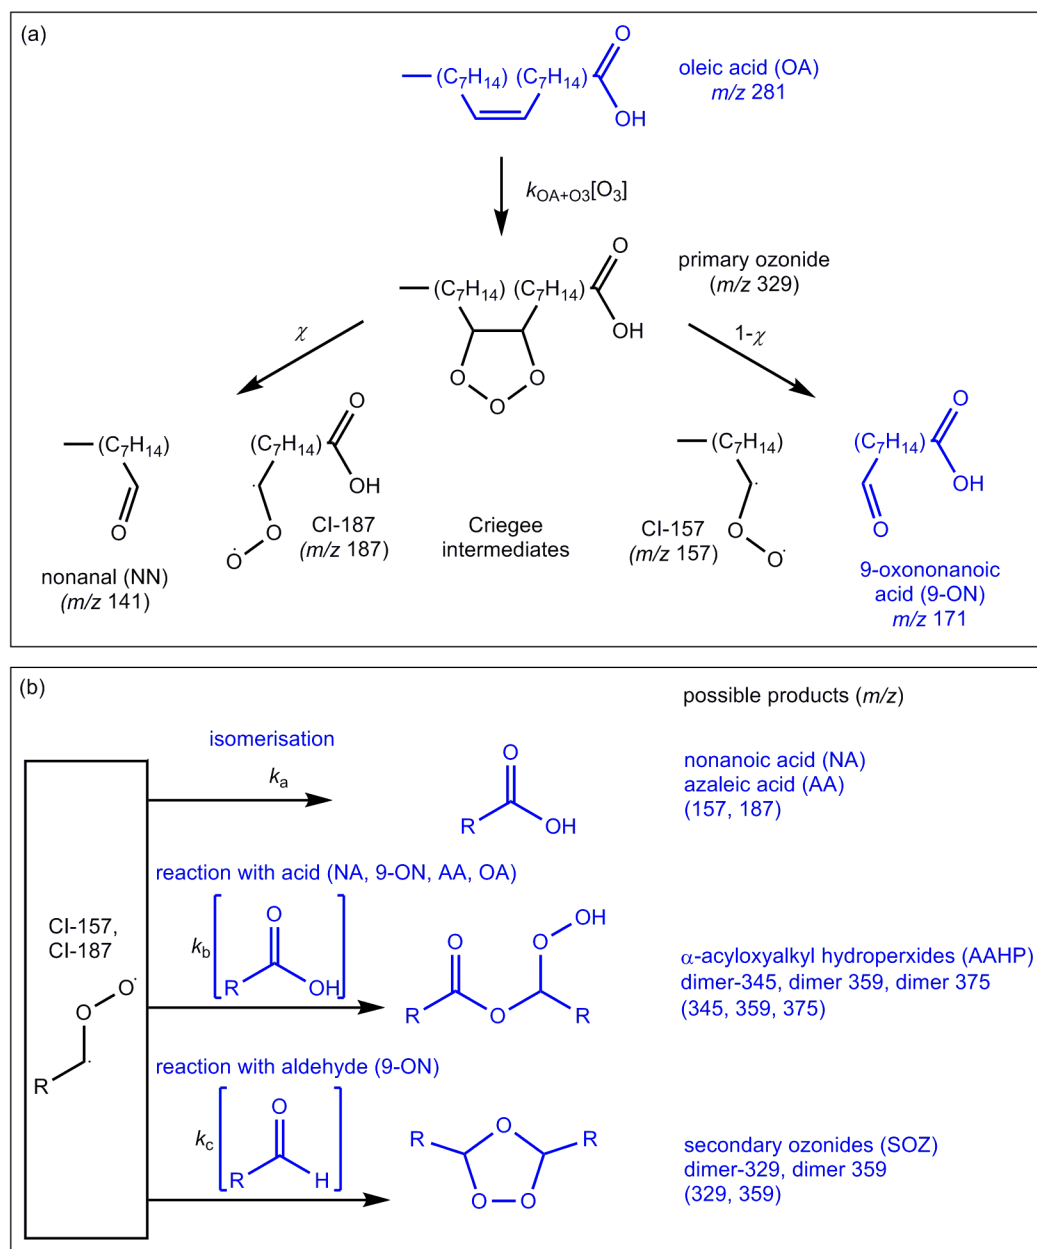 (a)
O
(C₇H₁₄) (C₇H₁₄)
OH
oleic acid (OA)
m/z 281
k_OA+O3[O₃]
O
(C₇H₁₄) (C₇H₁₄)
OH
O O
O
primary ozonide
(m/z 329)
χ
1-χ
(C₇H₁₄)
O
nonanal (NN)
(m/z 141)
O
(C₇H₁₄)
OH
O
O
CI-187
(m/z 187)
Criegee
intermediates
(C₇H₁₄)
O
O
CI-157
(m/z 157)
O
(C₇H₁₄)
OH
O
9-oxononanoic
acid (9-ON)
m/z 171
(b)
possible products (m/z)
CI-157,
CI-187
O
O
R
isomerisation
kₐ
O
R OH
nonanoic acid (NA)
azaleic acid (AA)
(157, 187)
reaction with acid (NA, 9-ON, AA, OA)
k_b
O
R OH
OH
O O
R O R
α-acyloxyalkyl hydroperxides (AAHP)
dimer-345, dimer 359, dimer 375
(345, 359, 375)
reaction with aldehyde (9-ON)
k_c
O
R H
R O R
O O
secondary ozonides (SOZ)
dimer-329, dimer 359
(329, 359)